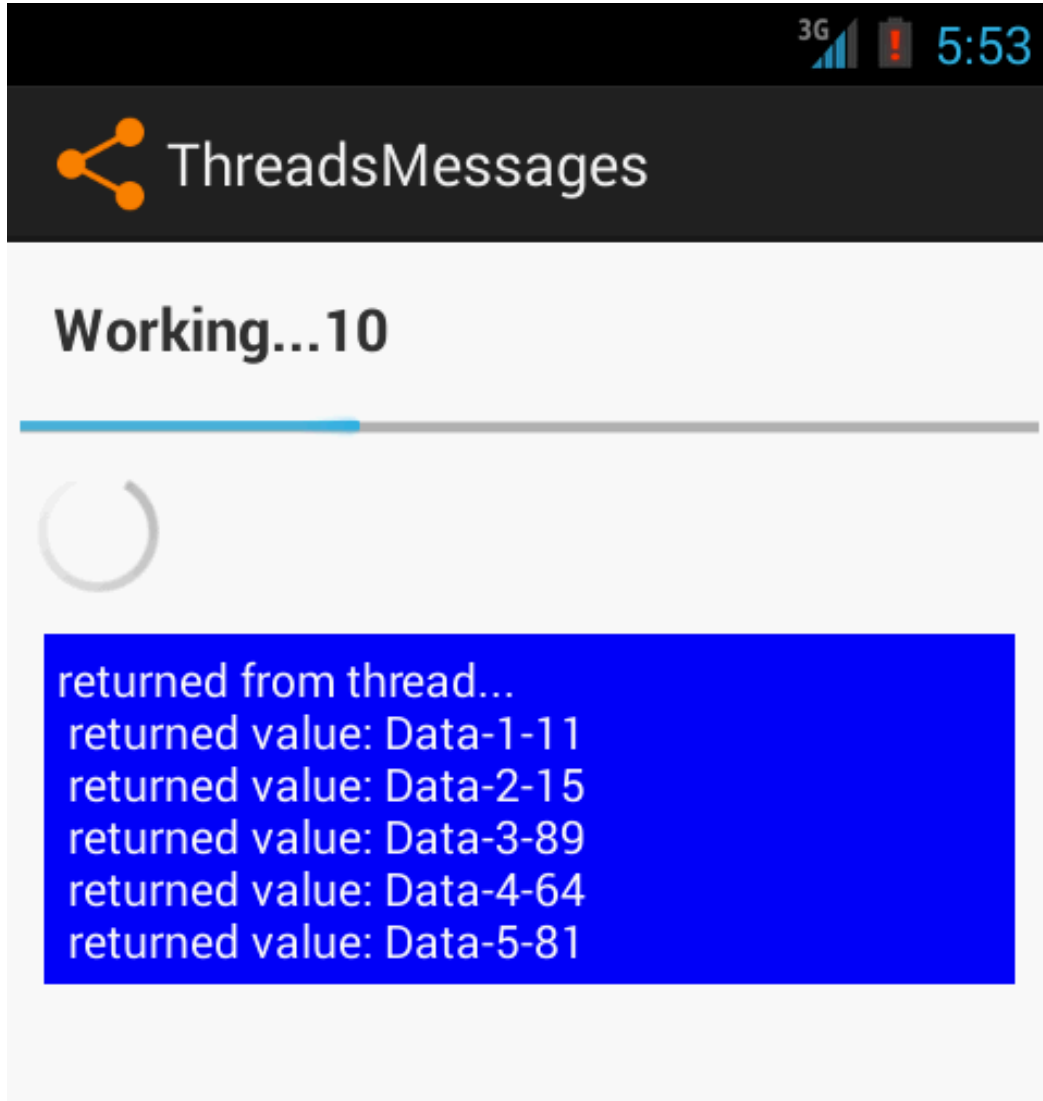 3G 5:53
ThreadsMessages
Working...10
returned from thread...
returned value: Data-1-11
returned value: Data-2-15
returned value: Data-3-89
returned value: Data-4-64
returned value: Data-5-81